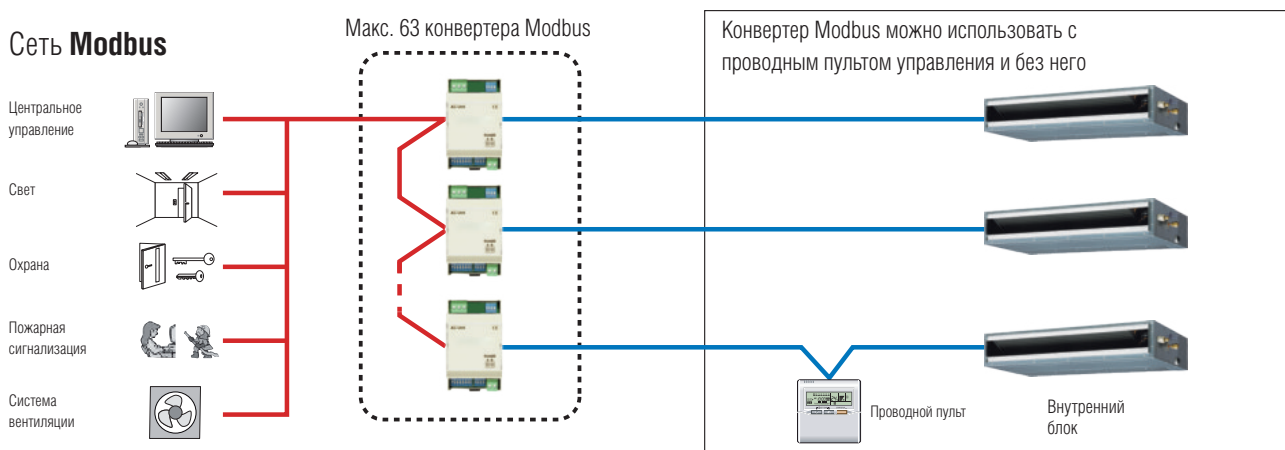 Сеть Modbus
Макс. 63 конвертера Modbus
Конвертер Modbus можно использовать с
проводным пультом управления и без него
Центральное
управление
Свет
Охрана
Пожарная
сигнализация
Система
вентиляции
Проводной пульт
Внутренний
блок